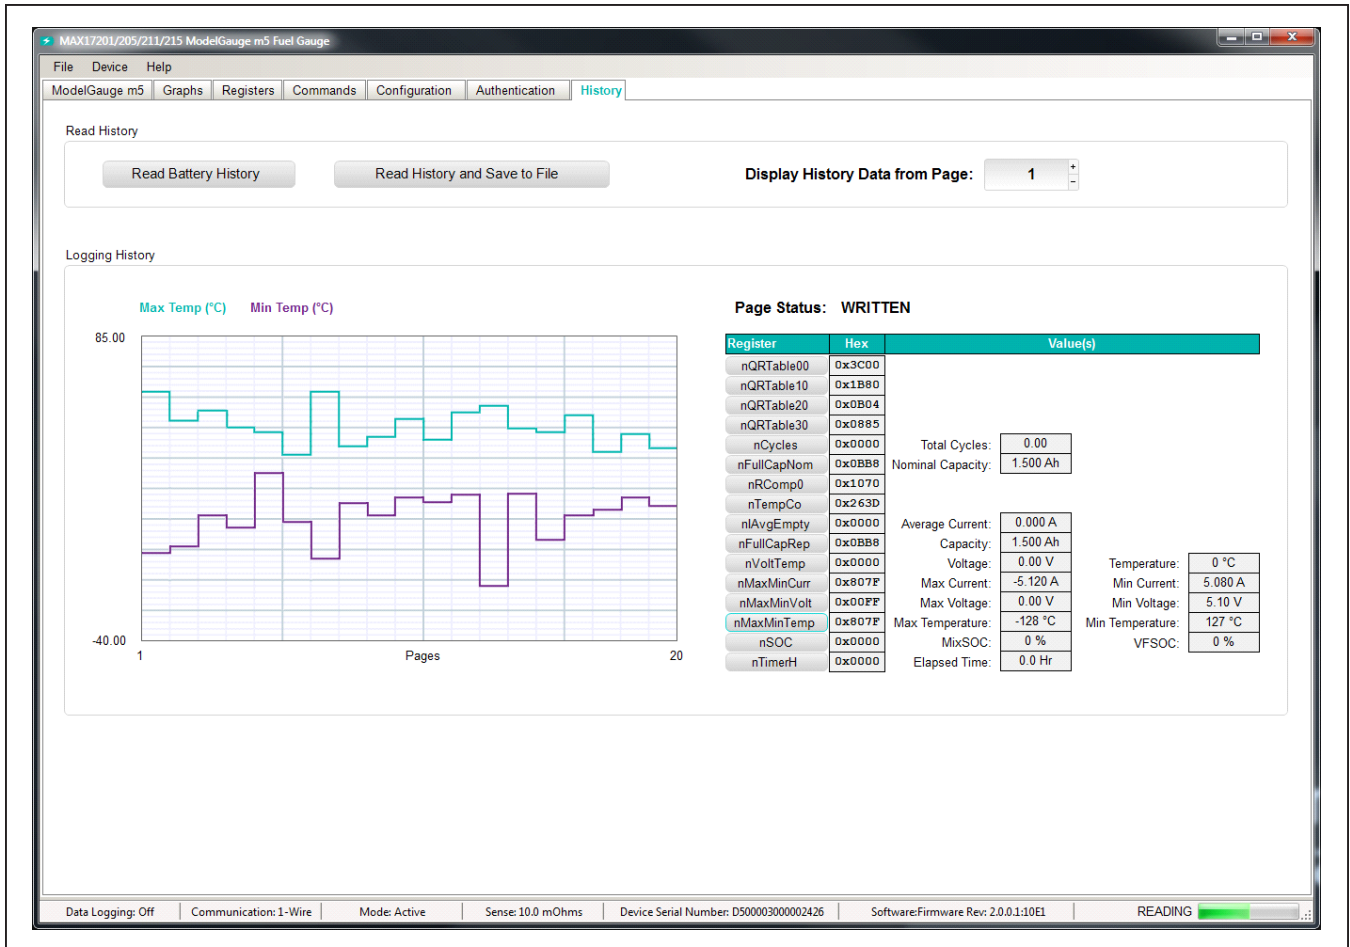 MAX17201/205/211/215 ModelGauge m5 Fuel Gauge
File Device Help
ModelGauge m5 Graphs Registers Commands Configuration Authentication History
Read History
Read Battery History Read History and Save to File Display History Data from Page: 1 + -
Logging History
Max Temp (°C) Min Temp (°C)
85.00
-40.00
1 Pages 20
Page Status: WRITTEN
Register Hex Value(s)
nQRTable00 0x3C00
nQRTable10 0x1B80
nQRTable20 0x0B04
nQRTable30 0x0885
nCycles 0x0000 Total Cycles: 0.00
nFullCapNom 0x0BB8 Nominal Capacity: 1.500 Ah
nRComp0 0x1070
nTempCo 0x263D
nIAvgEmpty 0x0000 Average Current: 0.000 A
nFullCapRep 0x0BB8 Capacity: 1.500 Ah
nVoltTemp 0x0000 Voltage: 0.00 V Temperature: 0 °C
nMaxMinCurr 0x807F Max Current: -5.120 A Min Current: 5.080 A
nMaxMinVolt 0x00FF Max Voltage: 0.00 V Min Voltage: 5.10 V
nMaxMinTemp 0x807F Max Temperature: -128 °C Min Temperature: 127 °C
nSOC 0x0000 MixSOC: 0 % VFSOC: 0 %
nTimerH 0x0000 Elapsed Time: 0.0 Hr
Data Logging: Off Communication: 1-Wire Mode: Active Sense: 10.0 mOhms Device Serial Number: D500003000002426 Software:Firmware Rev: 2.0.0.1:10E1 READING